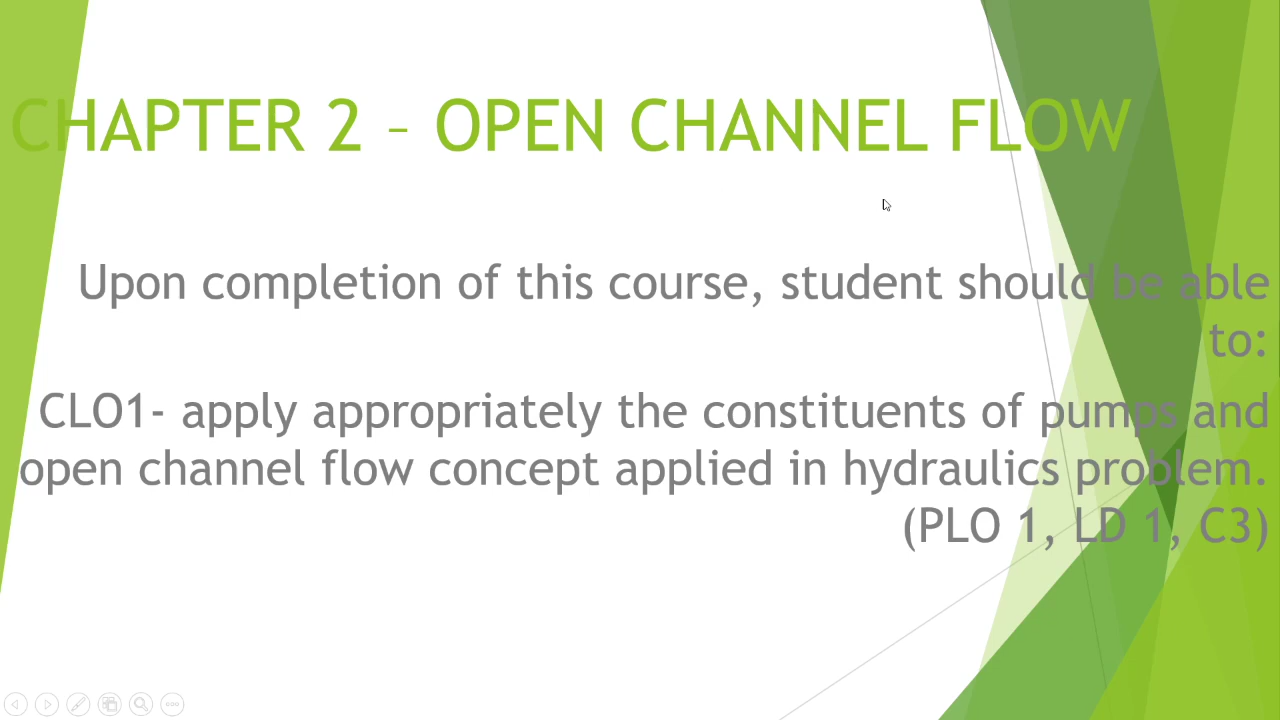 CHAPTER 2 – OPEN CHANNEL FLOW
Upon completion of this course, student should be able
to:
CLO1- apply appropriately the constituents of pumps and
open channel flow concept applied in hydraulics problem.
(PLO 1, LD 1, C3)